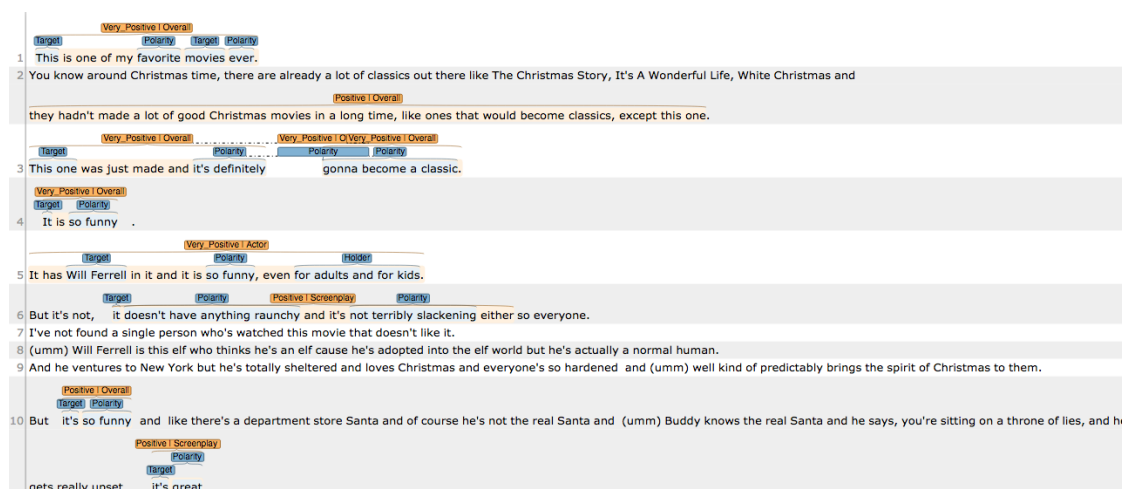 Very_Positive | Overall
Target Polarity Target Polarity
1 This is one of my favorite movies ever.
2 You know around Christmas time, there are already a lot of classics out there like The Christmas Story, It's A Wonderful Life, White Christmas and
Positive | Overall
they hadn't made a lot of good Christmas movies in a long time, like ones that would become classics, except this one.
Very_Positive | Overall Very_Positive | O Very_Positive | Overall
Target Polarity Polarity Polarity
3 This one was just made and it's definitely gonna become a classic.
Very_Positive | Overall
Target Polarity
4 It is so funny .
Very_Positive | Actor
Target Polarity Holder
5 It has Will Ferrell in it and it is so funny, even for adults and for kids.
Target Polarity Positive | Screenplay Polarity
6 But it's not, it doesn't have anything raunchy and it's not terribly slackening either so everyone.
7 I've not found a single person who's watched this movie that doesn't like it.
8 (umm) Will Ferrell is this elf who thinks he's an elf cause he's adopted into the elf world but he's actually a normal human.
9 And he ventures to New York but he's totally sheltered and loves Christmas and everyone's so hardened and (umm) well kind of predictably brings the spirit of Christmas to them.
Positive | Overall
Target Polarity
10 But it's so funny and like there's a department store Santa and of course he's not the real Santa and (umm) Buddy knows the real Santa and he says, you're sitting on a throne of lies, and h
Positive | Screenplay
Polarity
Target
gets really upset it's great